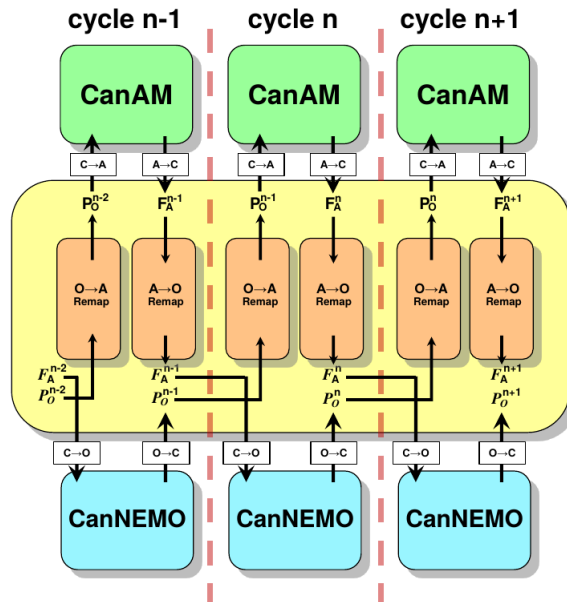 cycle n-1 cycle n cycle n+1
CanAM CanAM CanAM
C→A A→C C→A A→C C→A A→C
P_O^n-2 F_A^n-1 P_O^n-1 F_A^n P_O^n F_A^n+1
O→A A→O O→A A→O O→A A→O
Remap Remap Remap Remap Remap Remap
F_A^n-2 F_A^n-1 F_A^n F_A^n+1
P_O^n-2 P_O^n-1 P_O^n P_O^n+1
C→O O→C C→O O→C C→O O→C
CanNEMO CanNEMO CanNEMO